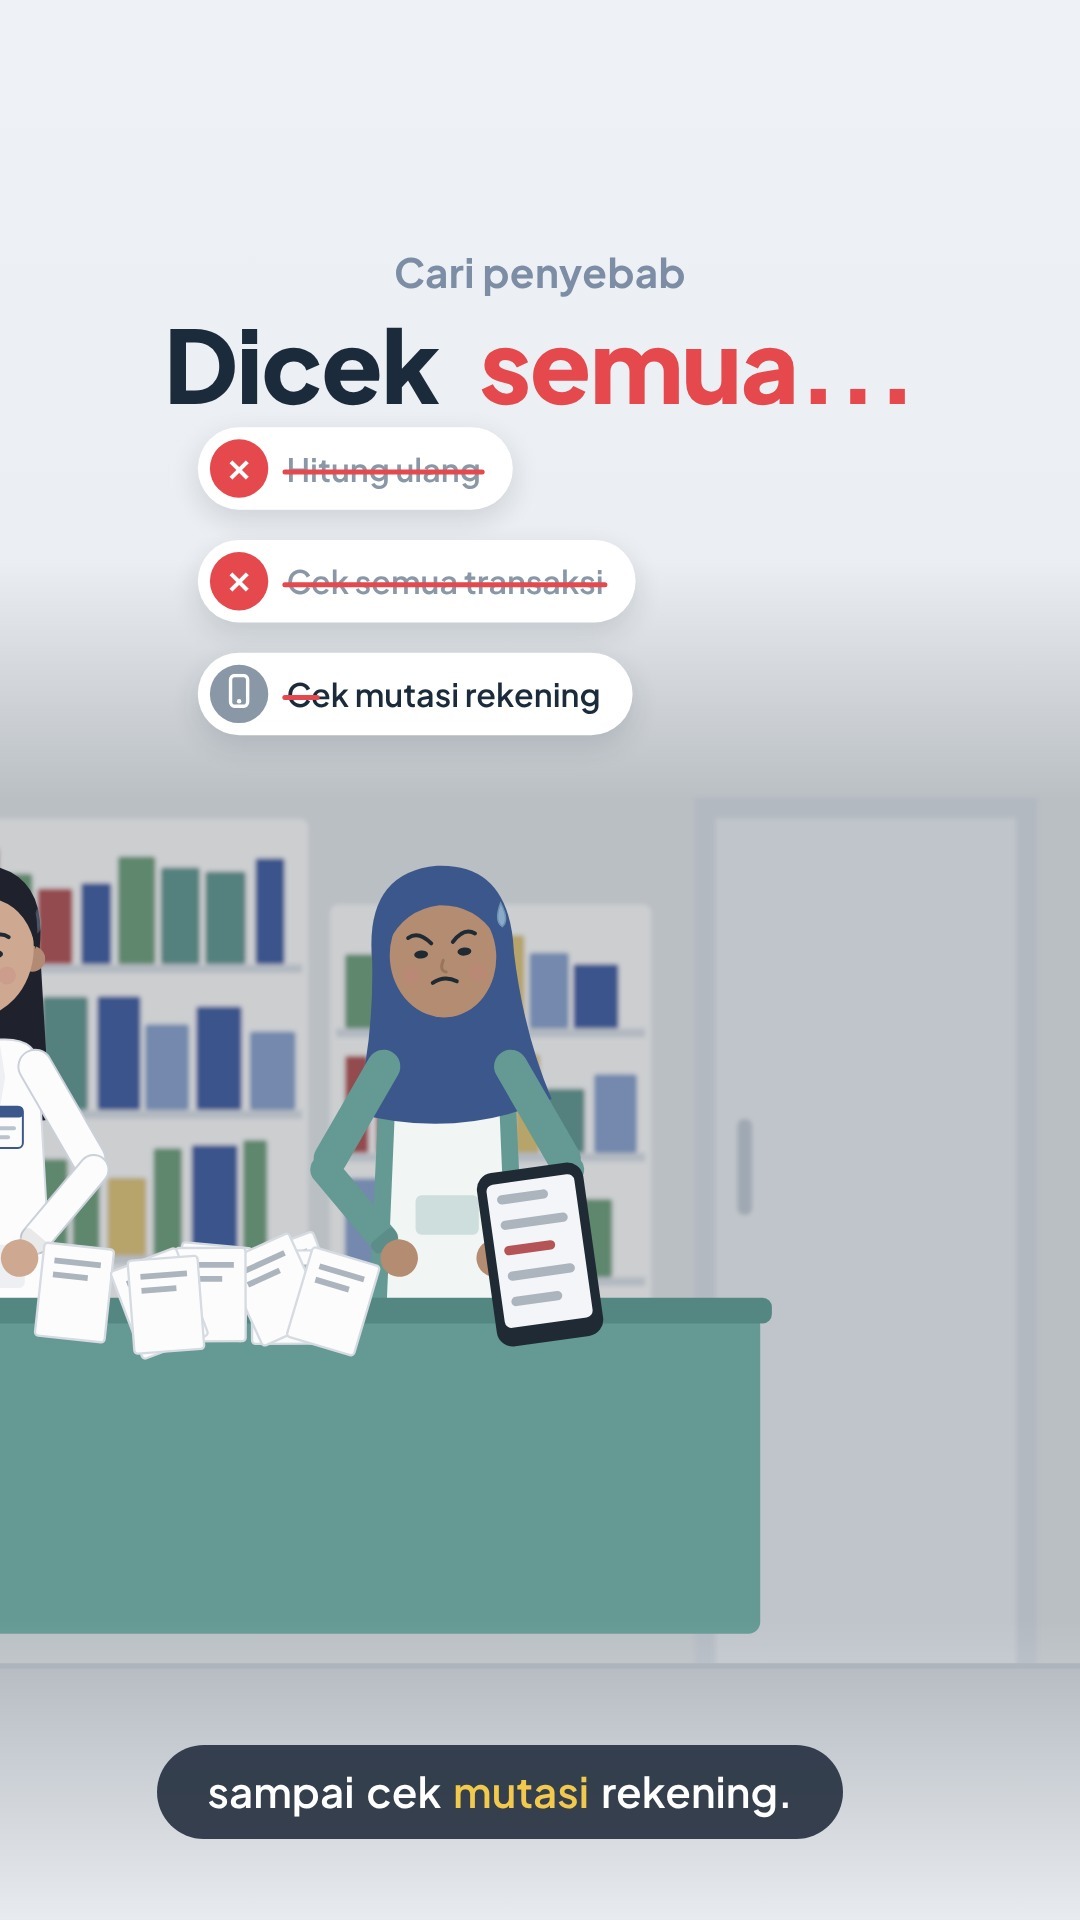 Cari penyebab
Dicek semua...
Hitung ulang
Cek semua transaksi
Cek mutasi rekening
sampai cek mutasi rekening.